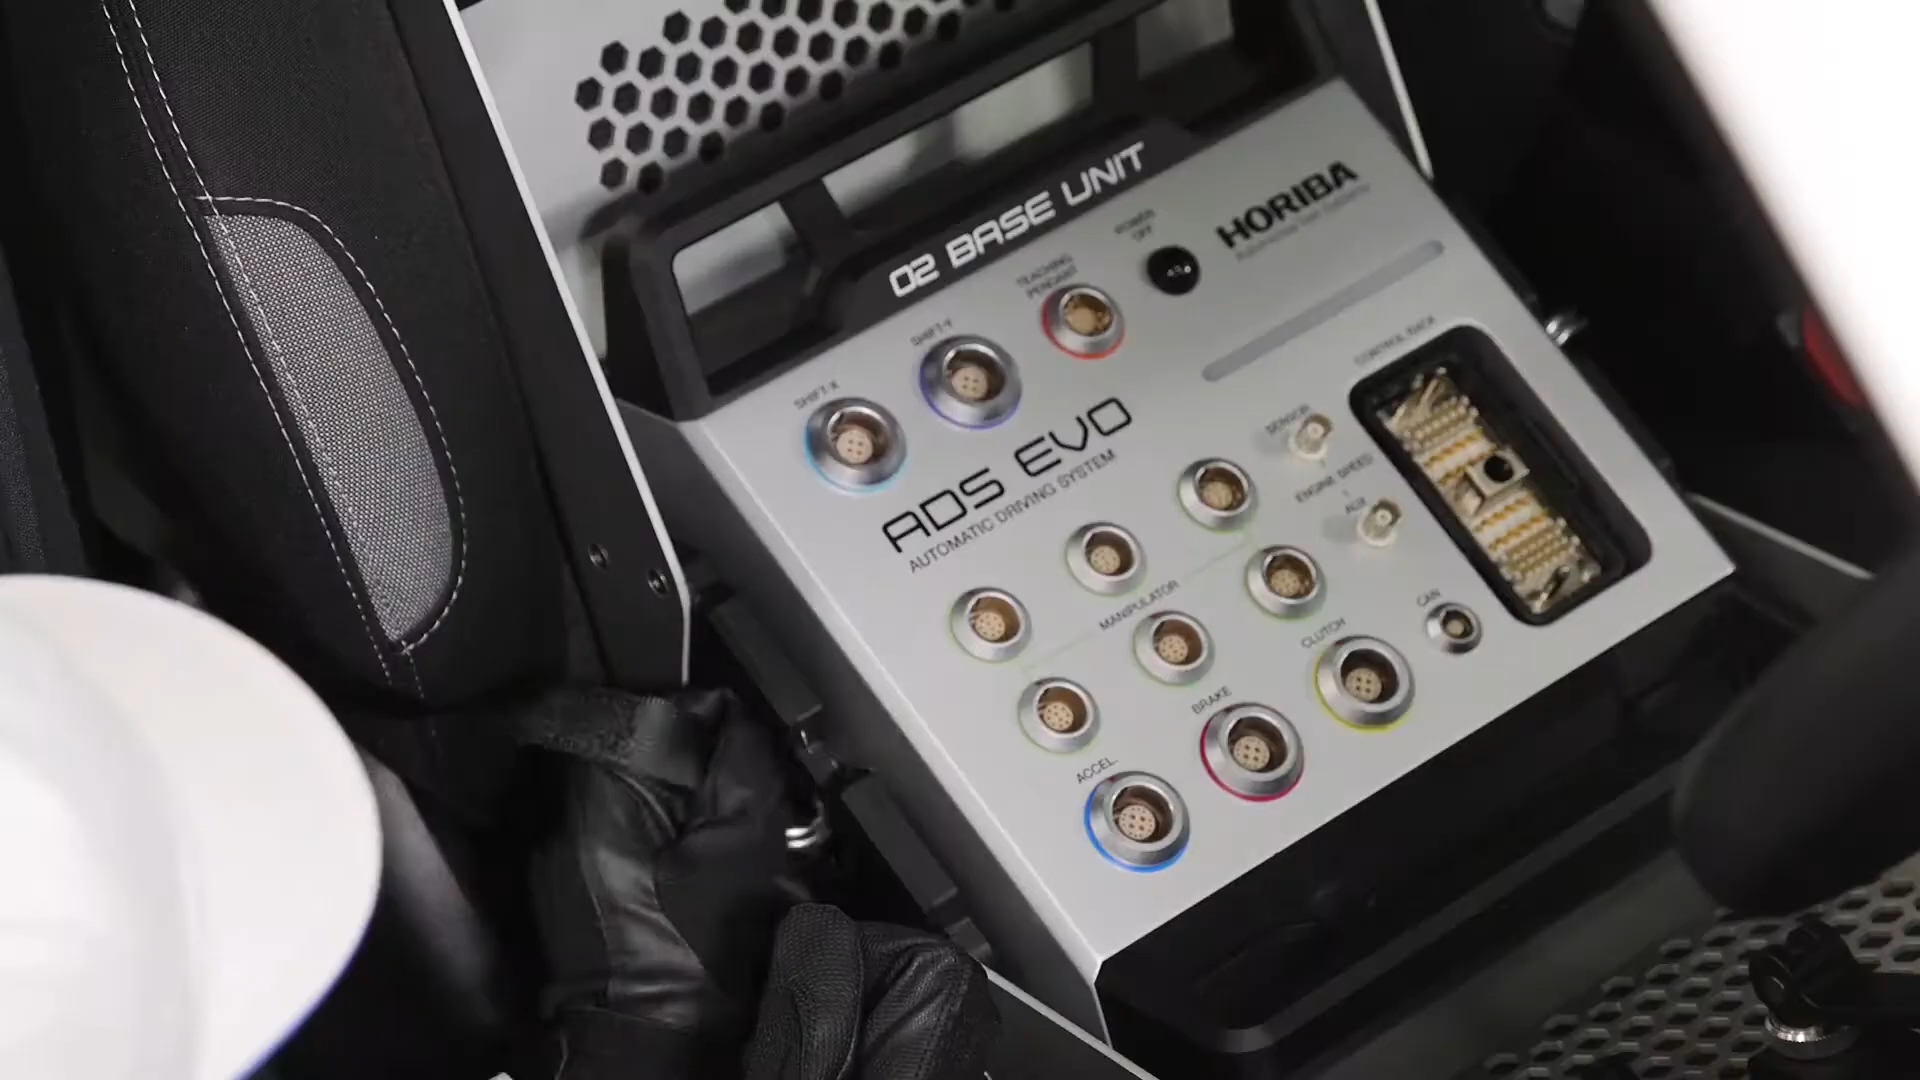 02 BASE UNIT
HORIBA
POWER
OFF
TEACHING
PENDANT
SHIFT-Y
SHIFT-X
CONTROL RACK
ADS EVO
AUTOMATIC DRIVING SYSTEM
SENSOR
ENGINE SPEED
ACR
MANIPULATOR
CAN
CLUTCH
BRAKE
ACCEL.